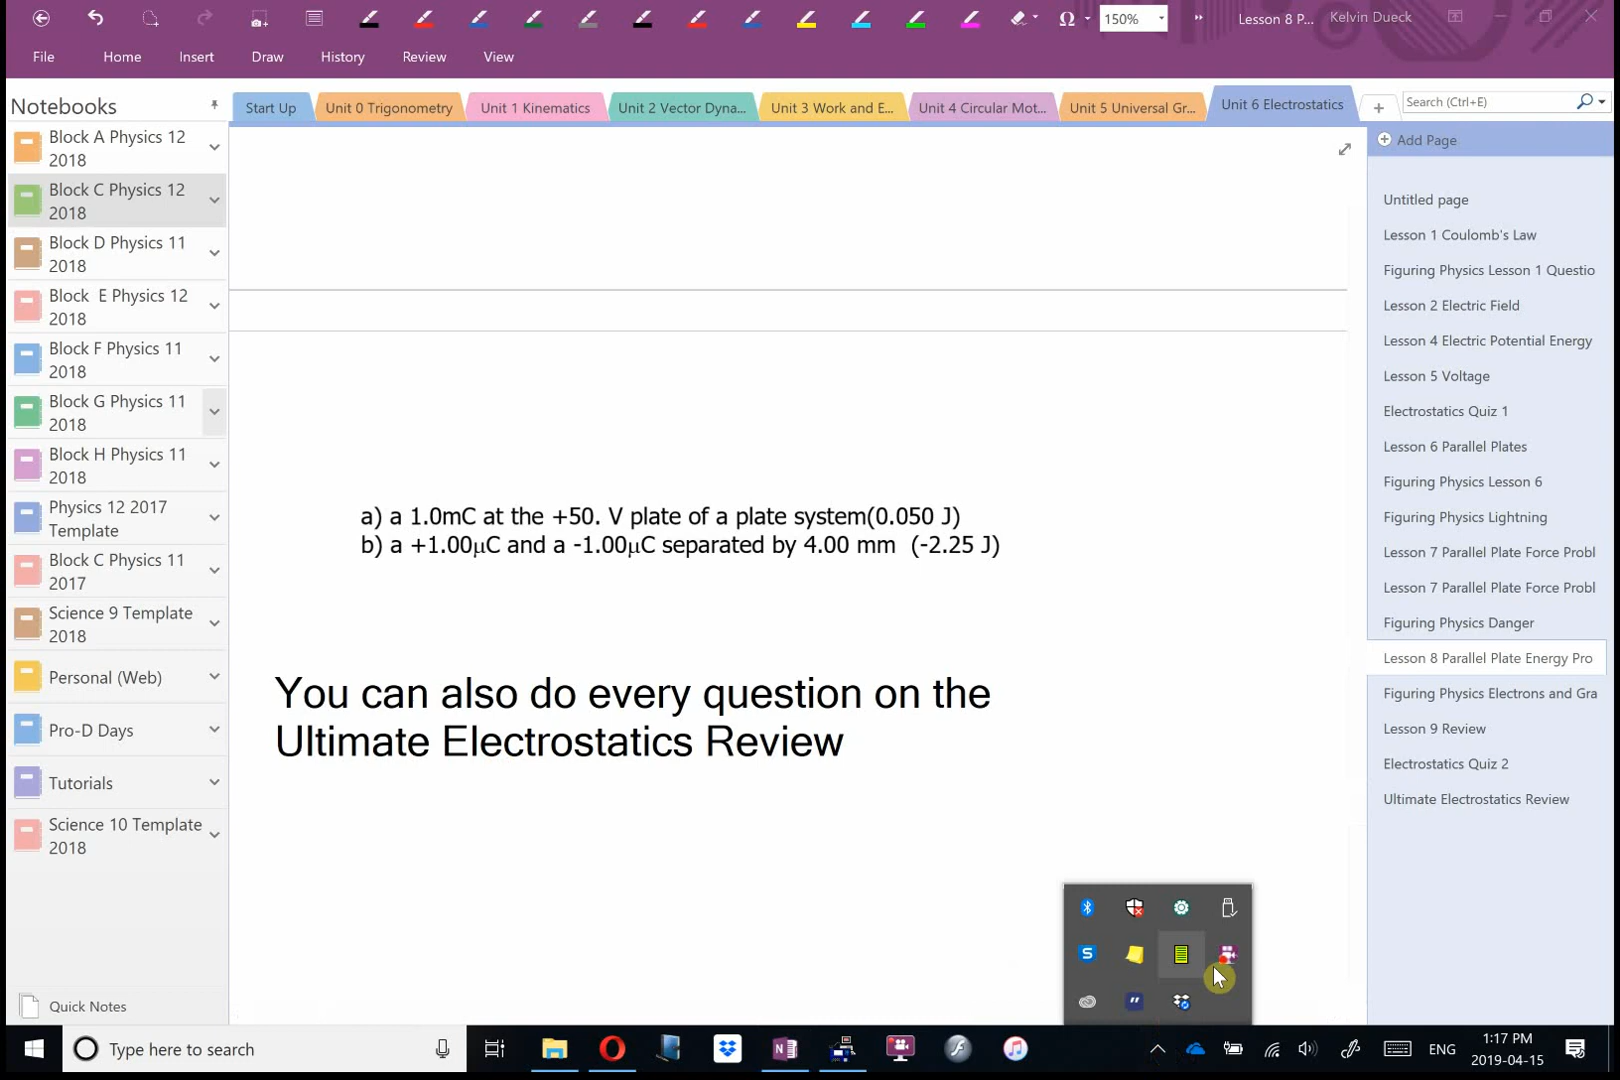 150%
Lesson 8 P...
Kelvin Dueck
File
Home
Insert
Draw
History
Review
View
Notebooks
Start Up
Unit 0 Trigonometry
Unit 1 Kinematics
Unit 2 Vector Dyna...
Unit 3 Work and E...
Unit 4 Circular Mot...
Unit 5 Universal Gr...
Unit 6 Electrostatics
Search (Ctrl+E)
Block A Physics 12
2018
Block C Physics 12
2018
Block D Physics 11
2018
Block E Physics 12
2018
Block F Physics 11
2018
Block G Physics 11
2018
Block H Physics 11
2018
Physics 12 2017
Template
Block C Physics 11
2017
Science 9 Template
2018
Personal (Web)
Pro-D Days
Tutorials
Science 10 Template
2018
Quick Notes
a) a 1.0mC at the +50. V plate of a plate system(0.050 J)
b) a +1.00μC and a -1.00μC separated by 4.00 mm (-2.25 J)
You can also do every question on the
Ultimate Electrostatics Review
Add Page
Untitled page
Lesson 1 Coulomb's Law
Figuring Physics Lesson 1 Questio
Lesson 2 Electric Field
Lesson 4 Electric Potential Energy
Lesson 5 Voltage
Electrostatics Quiz 1
Lesson 6 Parallel Plates
Figuring Physics Lesson 6
Figuring Physics Lightning
Lesson 7 Parallel Plate Force Probl
Lesson 7 Parallel Plate Force Probl
Figuring Physics Danger
Lesson 8 Parallel Plate Energy Pro
Figuring Physics Electrons and Gra
Lesson 9 Review
Electrostatics Quiz 2
Ultimate Electrostatics Review
Type here to search
ENG
1:17 PM
2019-04-15